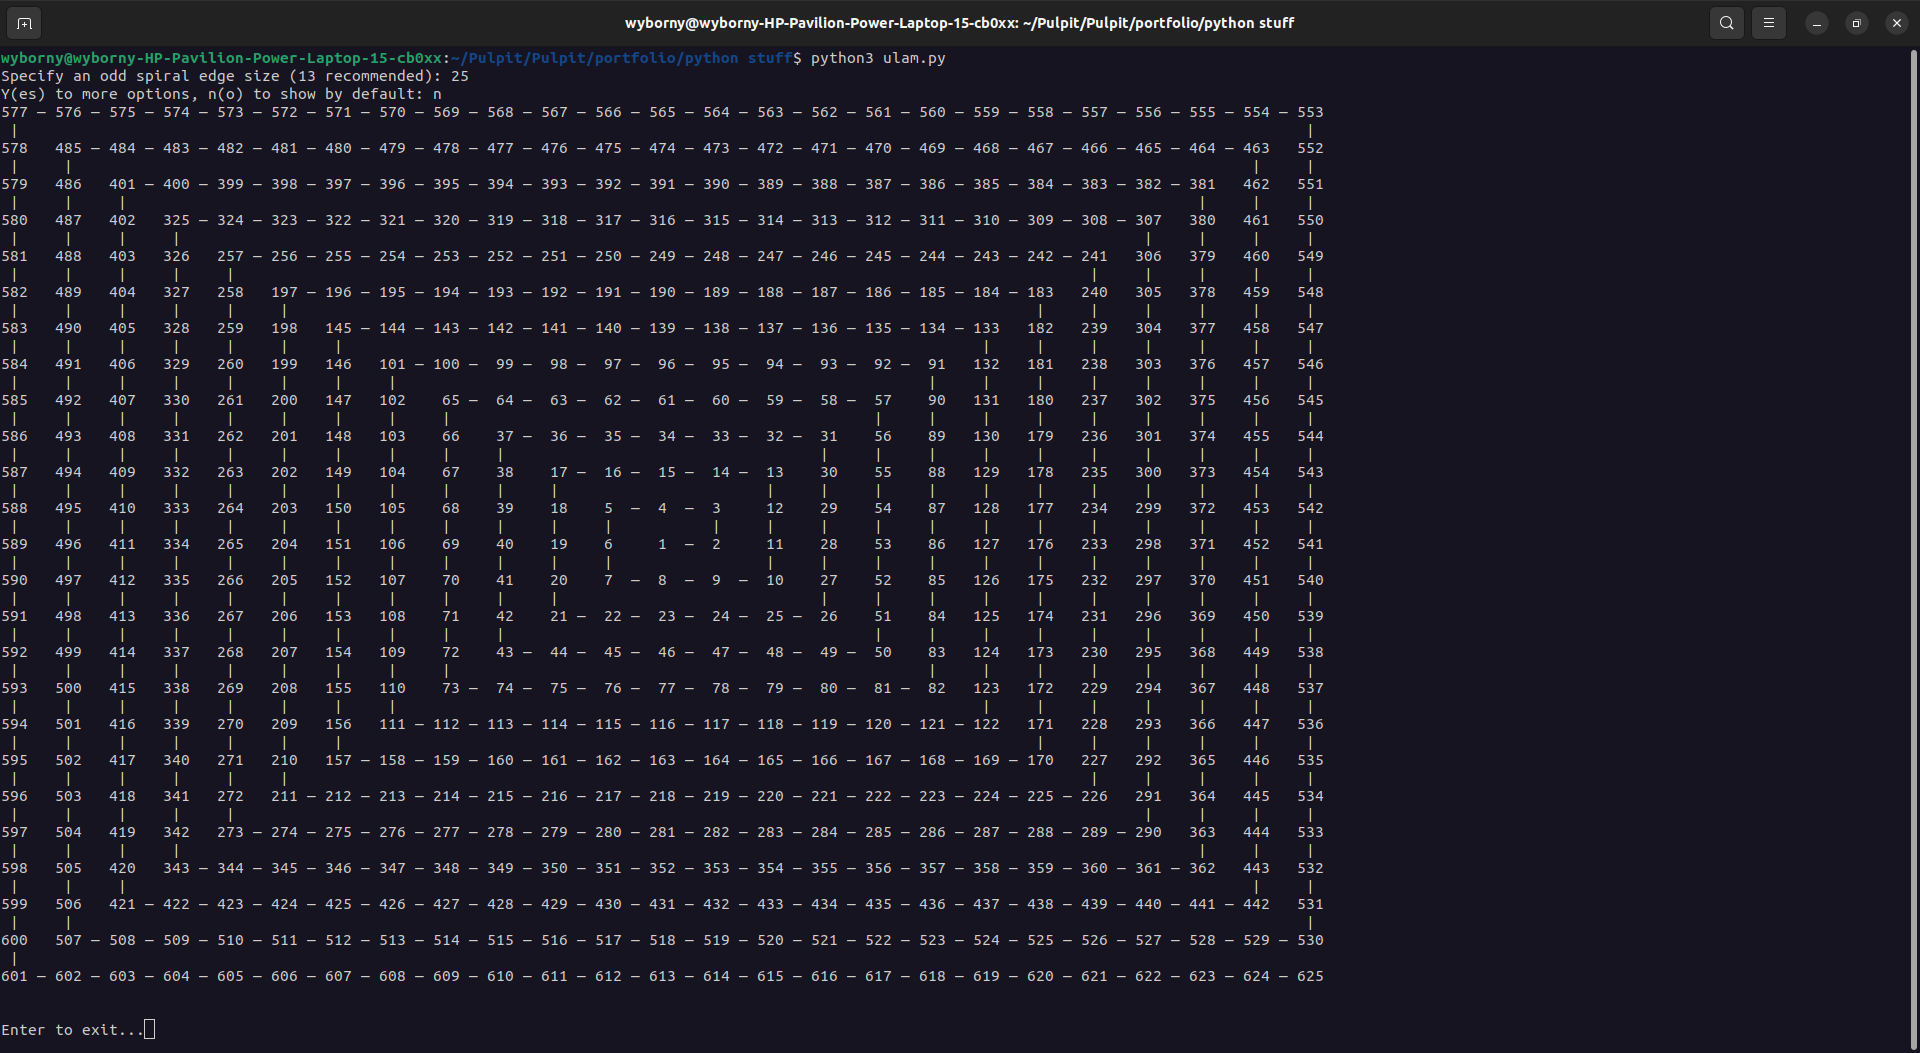 wyborny@wyborny-HP-Pavilion-Power-Laptop-15-cb0xx: ~/Pulpit/Pulpit/portfolio/python stuff
wyborny@wyborny-HP-Pavilion-Power-Laptop-15-cb0xx:~/Pulpit/Pulpit/portfolio/python stuff$ python3 ulam.py
Specify an odd spiral edge size (13 recommended): 25
Y(es) to more options, n(o) to show by default: n
577 — 576 — 575 — 574 — 573 — 572 — 571 — 570 — 569 — 568 — 567 — 566 — 565 — 564 — 563 — 562 — 561 — 560 — 559 — 558 — 557 — 556 — 555 — 554 — 553
| |
578 485 — 484 — 483 — 482 — 481 — 480 — 479 — 478 — 477 — 476 — 475 — 474 — 473 — 472 — 471 — 470 — 469 — 468 — 467 — 466 — 465 — 464 — 463 552
| | | |
579 486 401 — 400 — 399 — 398 — 397 — 396 — 395 — 394 — 393 — 392 — 391 — 390 — 389 — 388 — 387 — 386 — 385 — 384 — 383 — 382 — 381 462 551
| | | | | |
580 487 402 325 — 324 — 323 — 322 — 321 — 320 — 319 — 318 — 317 — 316 — 315 — 314 — 313 — 312 — 311 — 310 — 309 — 308 — 307 380 461 550
| | | | | | | |
581 488 403 326 257 — 256 — 255 — 254 — 253 — 252 — 251 — 250 — 249 — 248 — 247 — 246 — 245 — 244 — 243 — 242 — 241 306 379 460 549
| | | | | | | | | |
582 489 404 327 258 197 — 196 — 195 — 194 — 193 — 192 — 191 — 190 — 189 — 188 — 187 — 186 — 185 — 184 — 183 240 305 378 459 548
| | | | | | | | | | | |
583 490 405 328 259 198 145 — 144 — 143 — 142 — 141 — 140 — 139 — 138 — 137 — 136 — 135 — 134 — 133 182 239 304 377 458 547
| | | | | | | | | | | | | |
584 491 406 329 260 199 146 101 — 100 — 99 — 98 — 97 — 96 — 95 — 94 — 93 — 92 — 91 132 181 238 303 376 457 546
| | | | | | | | | | | | | | | |
585 492 407 330 261 200 147 102 65 — 64 — 63 — 62 — 61 — 60 — 59 — 58 — 57 90 131 180 237 302 375 456 545
| | | | | | | | | | | | | | | | | |
586 493 408 331 262 201 148 103 66 37 — 36 — 35 — 34 — 33 — 32 — 31 56 89 130 179 236 301 374 455 544
| | | | | | | | | | | | | | | | | | | |
587 494 409 332 263 202 149 104 67 38 17 — 16 — 15 — 14 — 13 30 55 88 129 178 235 300 373 454 543
| | | | | | | | | | | | | | | | | | | | | |
588 495 410 333 264 203 150 105 68 39 18 5 — 4 — 3 12 29 54 87 128 177 234 299 372 453 542
| | | | | | | | | | | | | | | | | | | | | | | |
589 496 411 334 265 204 151 106 69 40 19 6 1 — 2 11 28 53 86 127 176 233 298 371 452 541
| | | | | | | | | | | | | | | | | | | | | | |
590 497 412 335 266 205 152 107 70 41 20 7 — 8 — 9 — 10 27 52 85 126 175 232 297 370 451 540
| | | | | | | | | | | | | | | | | | | | |
591 498 413 336 267 206 153 108 71 42 21 — 22 — 23 — 24 — 25 — 26 51 84 125 174 231 296 369 450 539
| | | | | | | | | | | | | | | | | | |
592 499 414 337 268 207 154 109 72 43 — 44 — 45 — 46 — 47 — 48 — 49 — 50 83 124 173 230 295 368 449 538
| | | | | | | | | | | | | | | | |
593 500 415 338 269 208 155 110 73 — 74 — 75 — 76 — 77 — 78 — 79 — 80 — 81 — 82 123 172 229 294 367 448 537
| | | | | | | | | | | | | | |
594 501 416 339 270 209 156 111 — 112 — 113 — 114 — 115 — 116 — 117 — 118 — 119 — 120 — 121 — 122 171 228 293 366 447 536
| | | | | | | | | | | | |
595 502 417 340 271 210 157 — 158 — 159 — 160 — 161 — 162 — 163 — 164 — 165 — 166 — 167 — 168 — 169 — 170 227 292 365 446 535
| | | | | | | | | | |
596 503 418 341 272 211 — 212 — 213 — 214 — 215 — 216 — 217 — 218 — 219 — 220 — 221 — 222 — 223 — 224 — 225 — 226 291 364 445 534
| | | | | | | | |
597 504 419 342 273 — 274 — 275 — 276 — 277 — 278 — 279 — 280 — 281 — 282 — 283 — 284 — 285 — 286 — 287 — 288 — 289 — 290 363 444 533
| | | | | | |
598 505 420 343 — 344 — 345 — 346 — 347 — 348 — 349 — 350 — 351 — 352 — 353 — 354 — 355 — 356 — 357 — 358 — 359 — 360 — 361 — 362 443 532
| | | | |
599 506 421 — 422 — 423 — 424 — 425 — 426 — 427 — 428 — 429 — 430 — 431 — 432 — 433 — 434 — 435 — 436 — 437 — 438 — 439 — 440 — 441 — 442 531
| | |
600 507 — 508 — 509 — 510 — 511 — 512 — 513 — 514 — 515 — 516 — 517 — 518 — 519 — 520 — 521 — 522 — 523 — 524 — 525 — 526 — 527 — 528 — 529 — 530
|
601 — 602 — 603 — 604 — 605 — 606 — 607 — 608 — 609 — 610 — 611 — 612 — 613 — 614 — 615 — 616 — 617 — 618 — 619 — 620 — 621 — 622 — 623 — 624 — 625
Enter to exit...